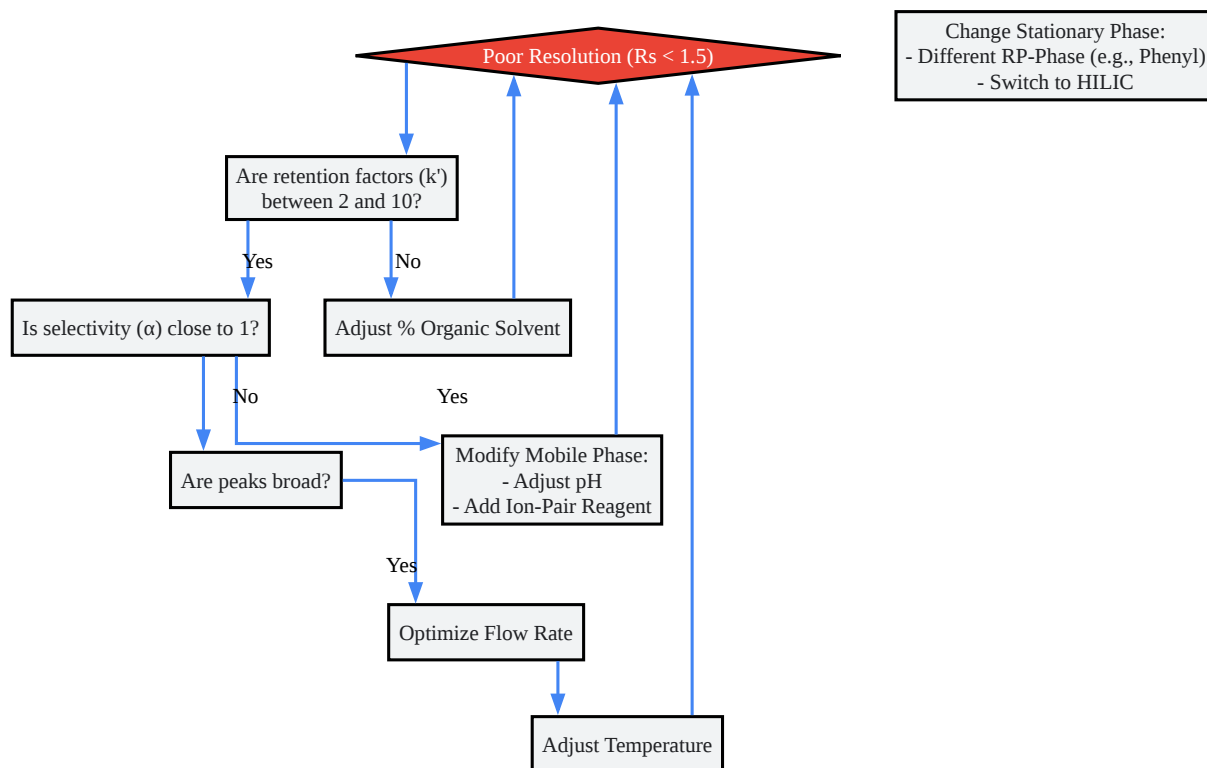 Poor Resolution (Rs < 1.5)
Change Stationary Phase:
- Different RP-Phase (e.g., Phenyl)
- Switch to HILIC
Are retention factors (k')
between 2 and 10?
Yes
No
Is selectivity (α) close to 1?
Adjust % Organic Solvent
No
Yes
Are peaks broad?
Modify Mobile Phase:
- Adjust pH
- Add Ion-Pair Reagent
Yes
Optimize Flow Rate
Adjust Temperature